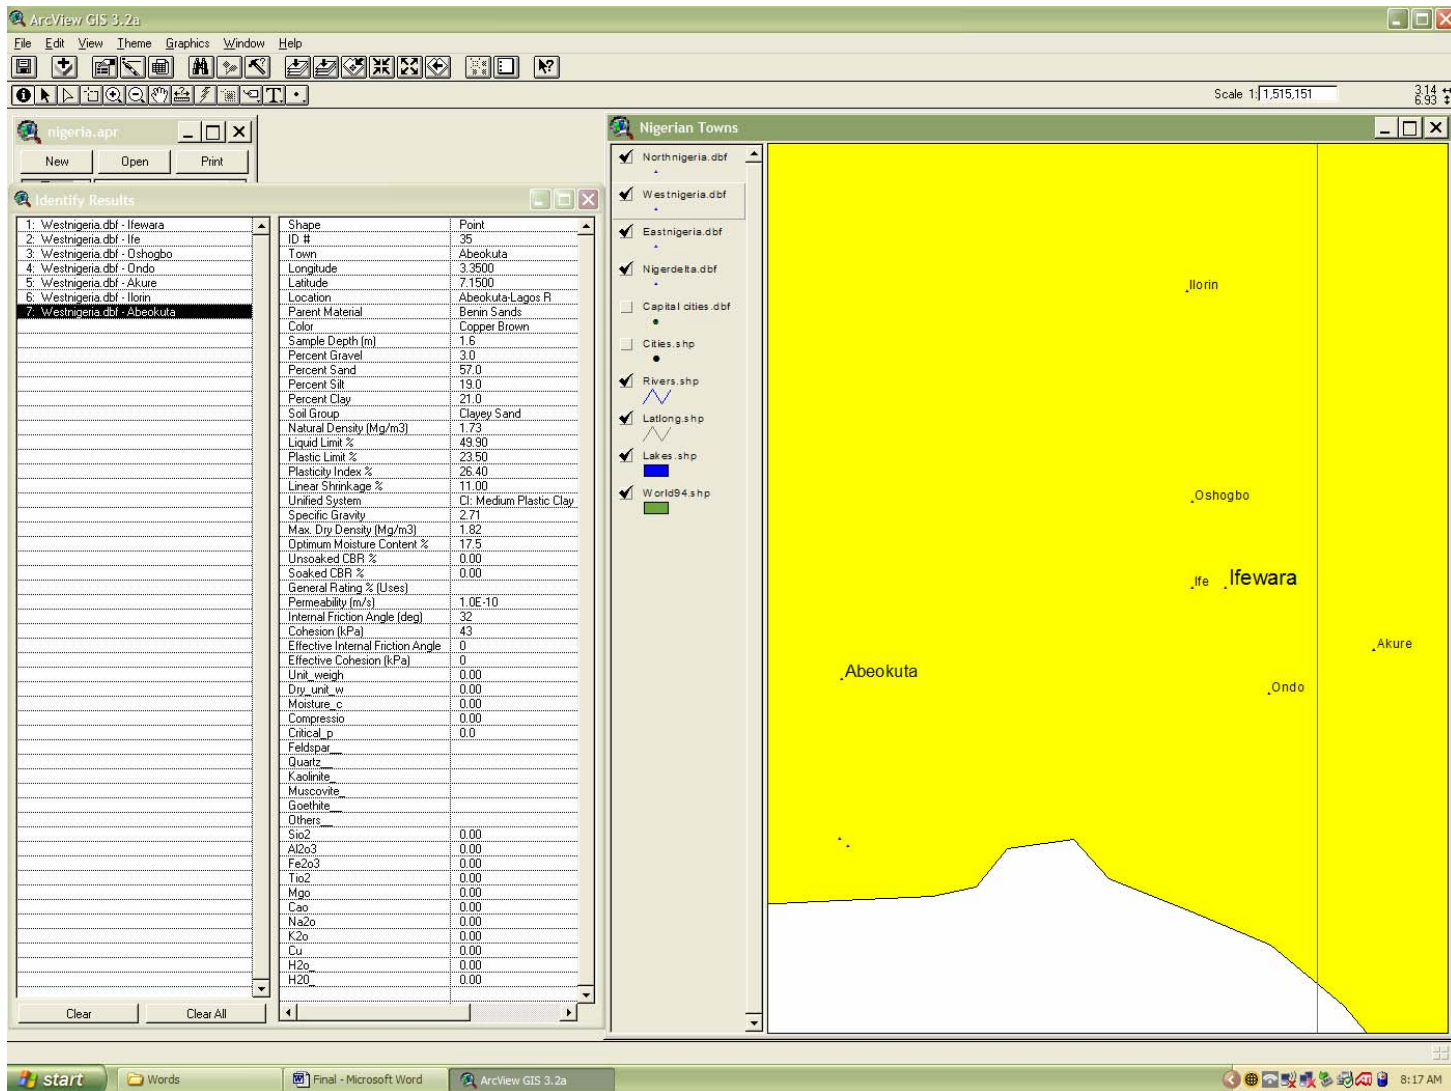 ArcView GIS 3.2a
File Edit View Theme Graphics Window Help
Scale 1: 1,515,151
3.14
6.93
nigeria.apr
New Open Print
Identify Results
1: Westnigeria.dbf - Ifewara
2: Westnigeria.dbf - Ife
3: Westnigeria.dbf - Oshogbo
4: Westnigeria.dbf - Ondo
5: Westnigeria.dbf - Akure
6: Westnigeria.dbf - Ilorin
7: Westnigeria.dbf - Abeokuta
Clear Clear All
Shape Point
ID # 35
Town Abeokuta
Longitude 3.3500
Latitude 7.1500
Location Abeokuta-Lagos R
Parent Material Benin Sands
Color Copper Brown
Sample Depth (m) 1.6
Percent Gravel 3.0
Percent Sand 57.0
Percent Silt 19.0
Percent Clay 21.0
Soil Group Clayey Sand
Natural Density (Mg/m3) 1.73
Liquid Limit % 49.90
Plastic Limit % 23.50
Plasticity Index % 26.40
Linear Shrinkage % 11.00
Unified System CI: Medium Plastic Clay
Specific Gravity 2.71
Max. Dry Density (Mg/m3) 1.82
Optimum Moisture Content % 17.5
Unsoaked CBR % 0.00
Soaked CBR % 0.00
General Rating % (Uses)
Permeability (m/s) 1.0E-10
Internal Friction Angle (deg) 32
Cohesion (kPa) 43
Effective Internal Friction Angle 0
Effective Cohesion (kPa) 0
Unit_weigh 0.00
Dry_unit_w 0.00
Moisture_c 0.00
Compressio 0.00
Critical_p 0.0
Feldspar__
Quartz__
Kaolinite_
Muscovite_
Goethite__
Others__
Sio2 0.00
Al2o3 0.00
Fe2o3 0.00
Tio2 0.00
Mgo 0.00
Cao 0.00
Na2o 0.00
K2o 0.00
Cu 0.00
H2o_ 0.00
H20_ 0.00
Nigerian Towns
Northnigeria.dbf
Westnigeria.dbf
Eastnigeria.dbf
Nigerdelta.dbf
Capital cities.dbf
Cities.shp
Rivers.shp
Latlong.shp
Lakes.shp
World94.shp
Ilorin
Oshogbo
Ife Ifewara
Akure
Abeokuta
Ondo
start Words Final - Microsoft Word ArcView GIS 3.2a 8:17 AM